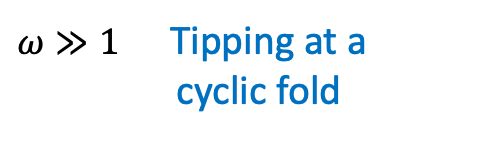 ω ≫ 1 Tipping at a
cyclic fold